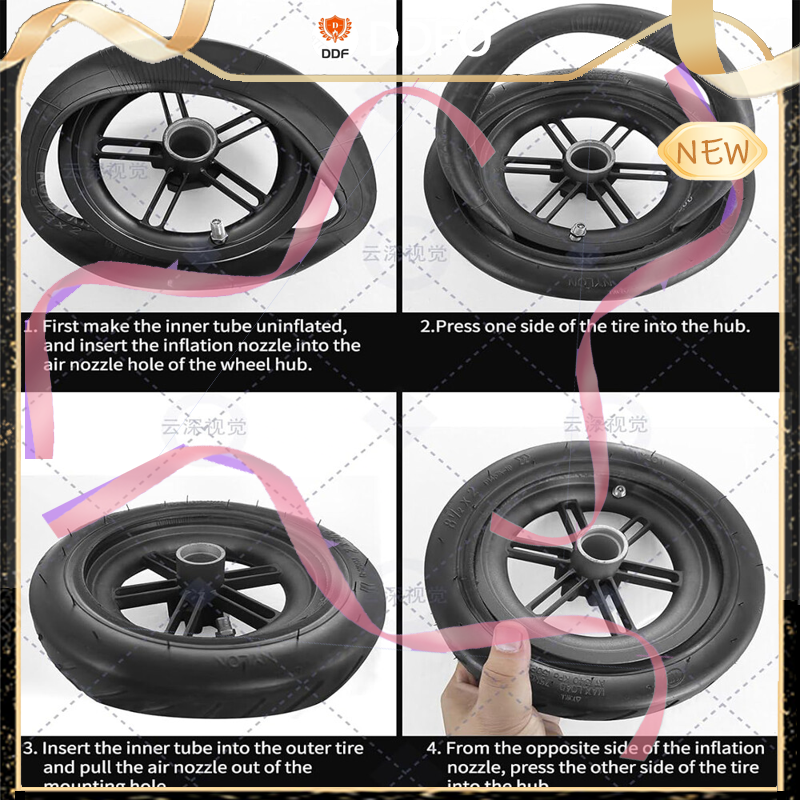 DDF
NEW
1. First make the inner tube uninflated,
and insert the inflation nozzle into the
air nozzle hole of the wheel hub.
2.Press one side of the tire into the hub.
云深视觉
云深视觉
云深视觉
云深视觉
3. Insert the inner tube into the outer tire
and pull the air nozzle out of the
mounting hole
4. From the opposite side of the inflation
nozzle, press the other side of the tire
into the hub